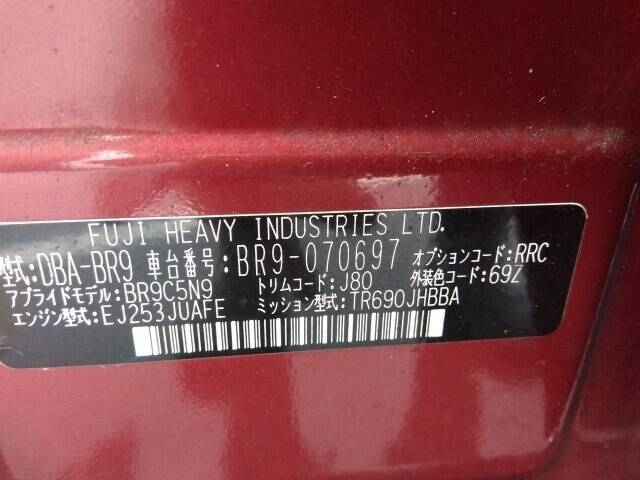 FUJI HEAVY INDUSTRIES LTD.
型式:DBA-BR9 車台番号:BR9-070697 オプションコード:RRC
アプライドモデル:BR9C5N9 トリムコード:J80 外装色コード:69Z
エンジン型式:EJ253JUAFE ミッション型式:TR690JHBBA